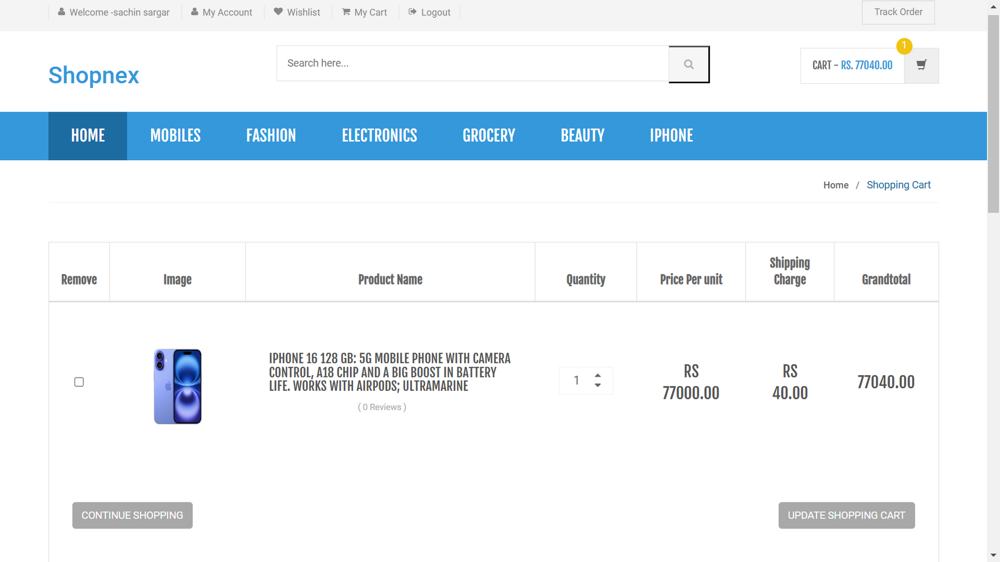 Welcome -sachin sargar
My Account
Wishlist
My Cart
Logout
Track Order
Shopnex
Search here...
1
CART - RS. 77040.00
HOME
MOBILES
FASHION
ELECTRONICS
GROCERY
BEAUTY
IPHONE
Home / Shopping Cart
Remove
Image
Product Name
Quantity
Price Per unit
Shipping
Charge
Grandtotal
IPHONE 16 128 GB: 5G MOBILE PHONE WITH CAMERA
CONTROL, A18 CHIP AND A BIG BOOST IN BATTERY
LIFE. WORKS WITH AIRPODS; ULTRAMARINE
( 0 Reviews )
1
RS
77000.00
RS
40.00
77040.00
CONTINUE SHOPPING
UPDATE SHOPPING CART